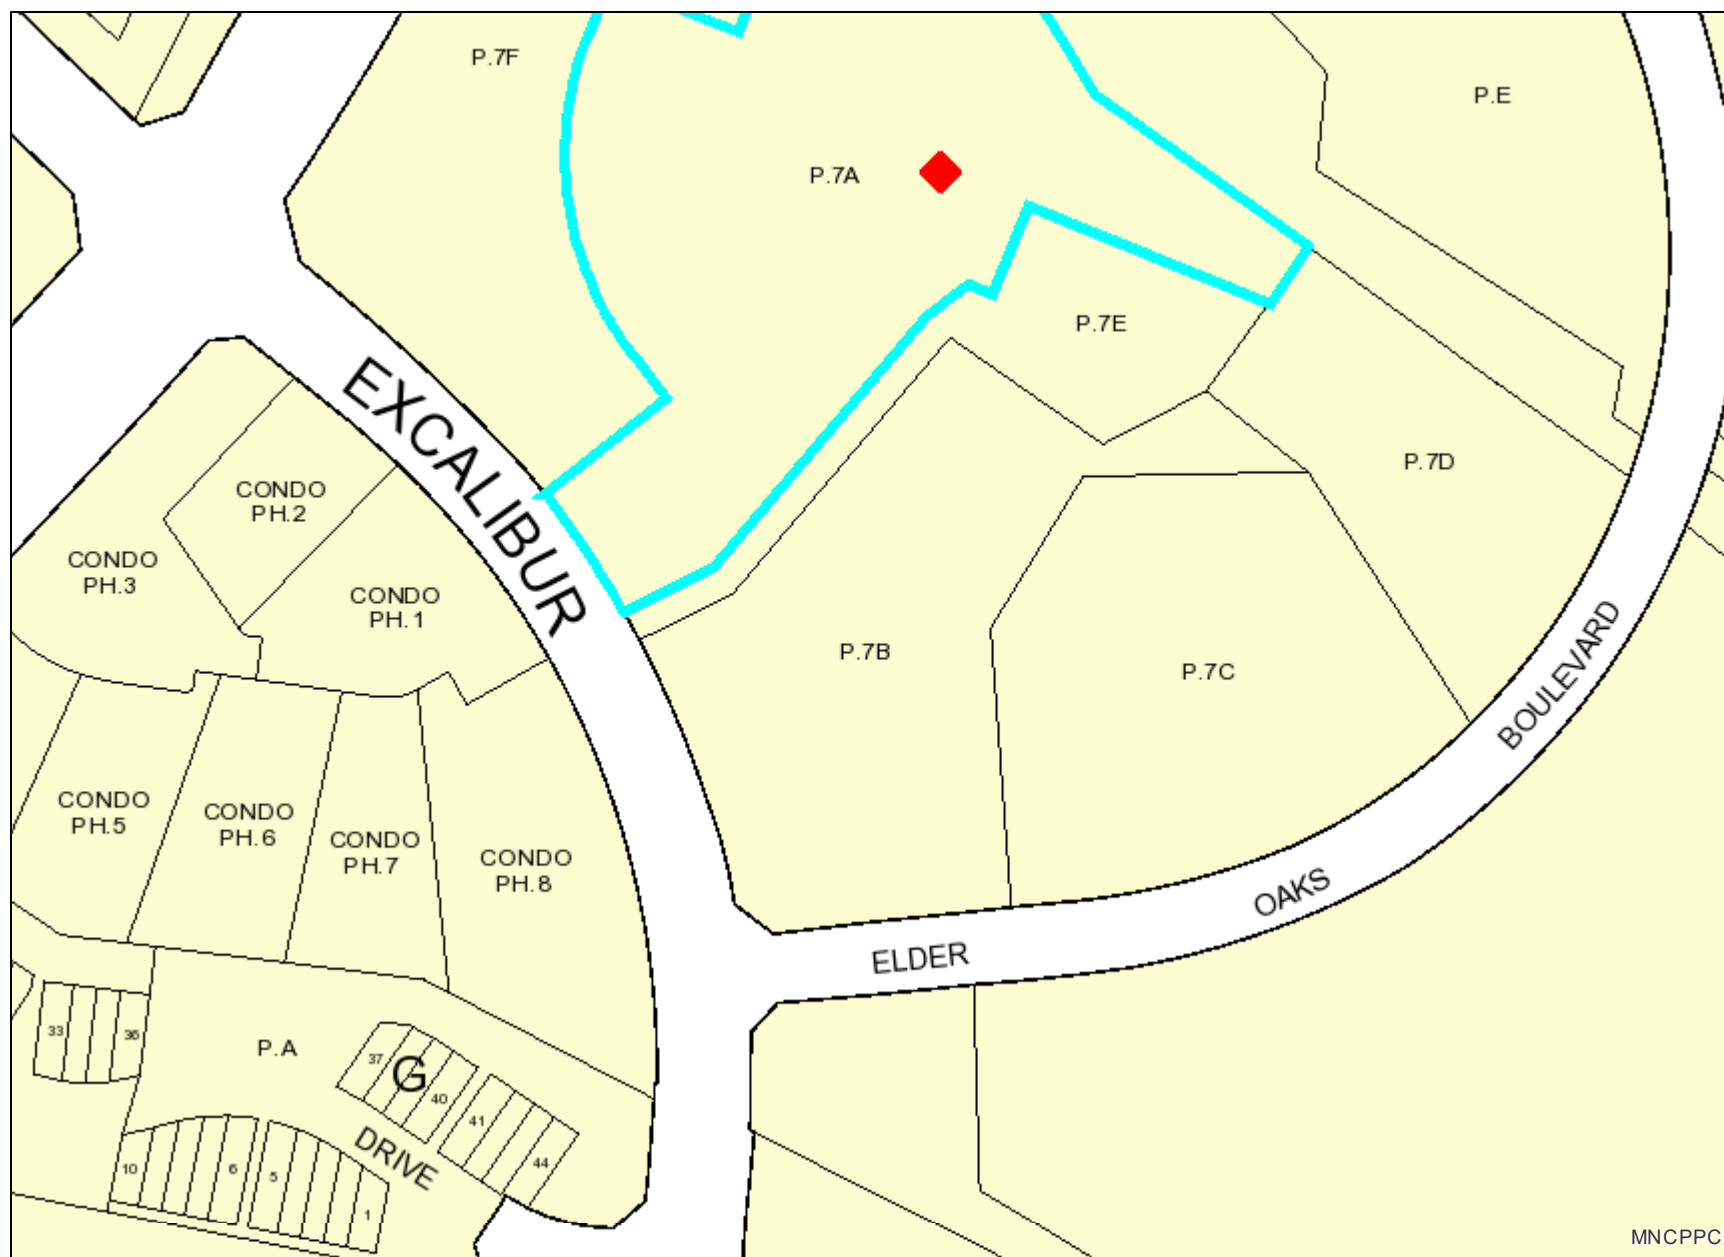 P.7F
P.E
P.7A
P.7E
EXCALIBUR
P.7D
CONDO
PH.2
CONDO
PH.3
CONDO
PH.1
P.7B
P.7C
BOULEVARD
CONDO
PH.5
CONDO
PH.6
CONDO
PH.7
CONDO
PH.8
OAKS
ELDER
33
36
P.A
37
G
40
41
44
DRIVE
10
6
5
1
MNCPPC